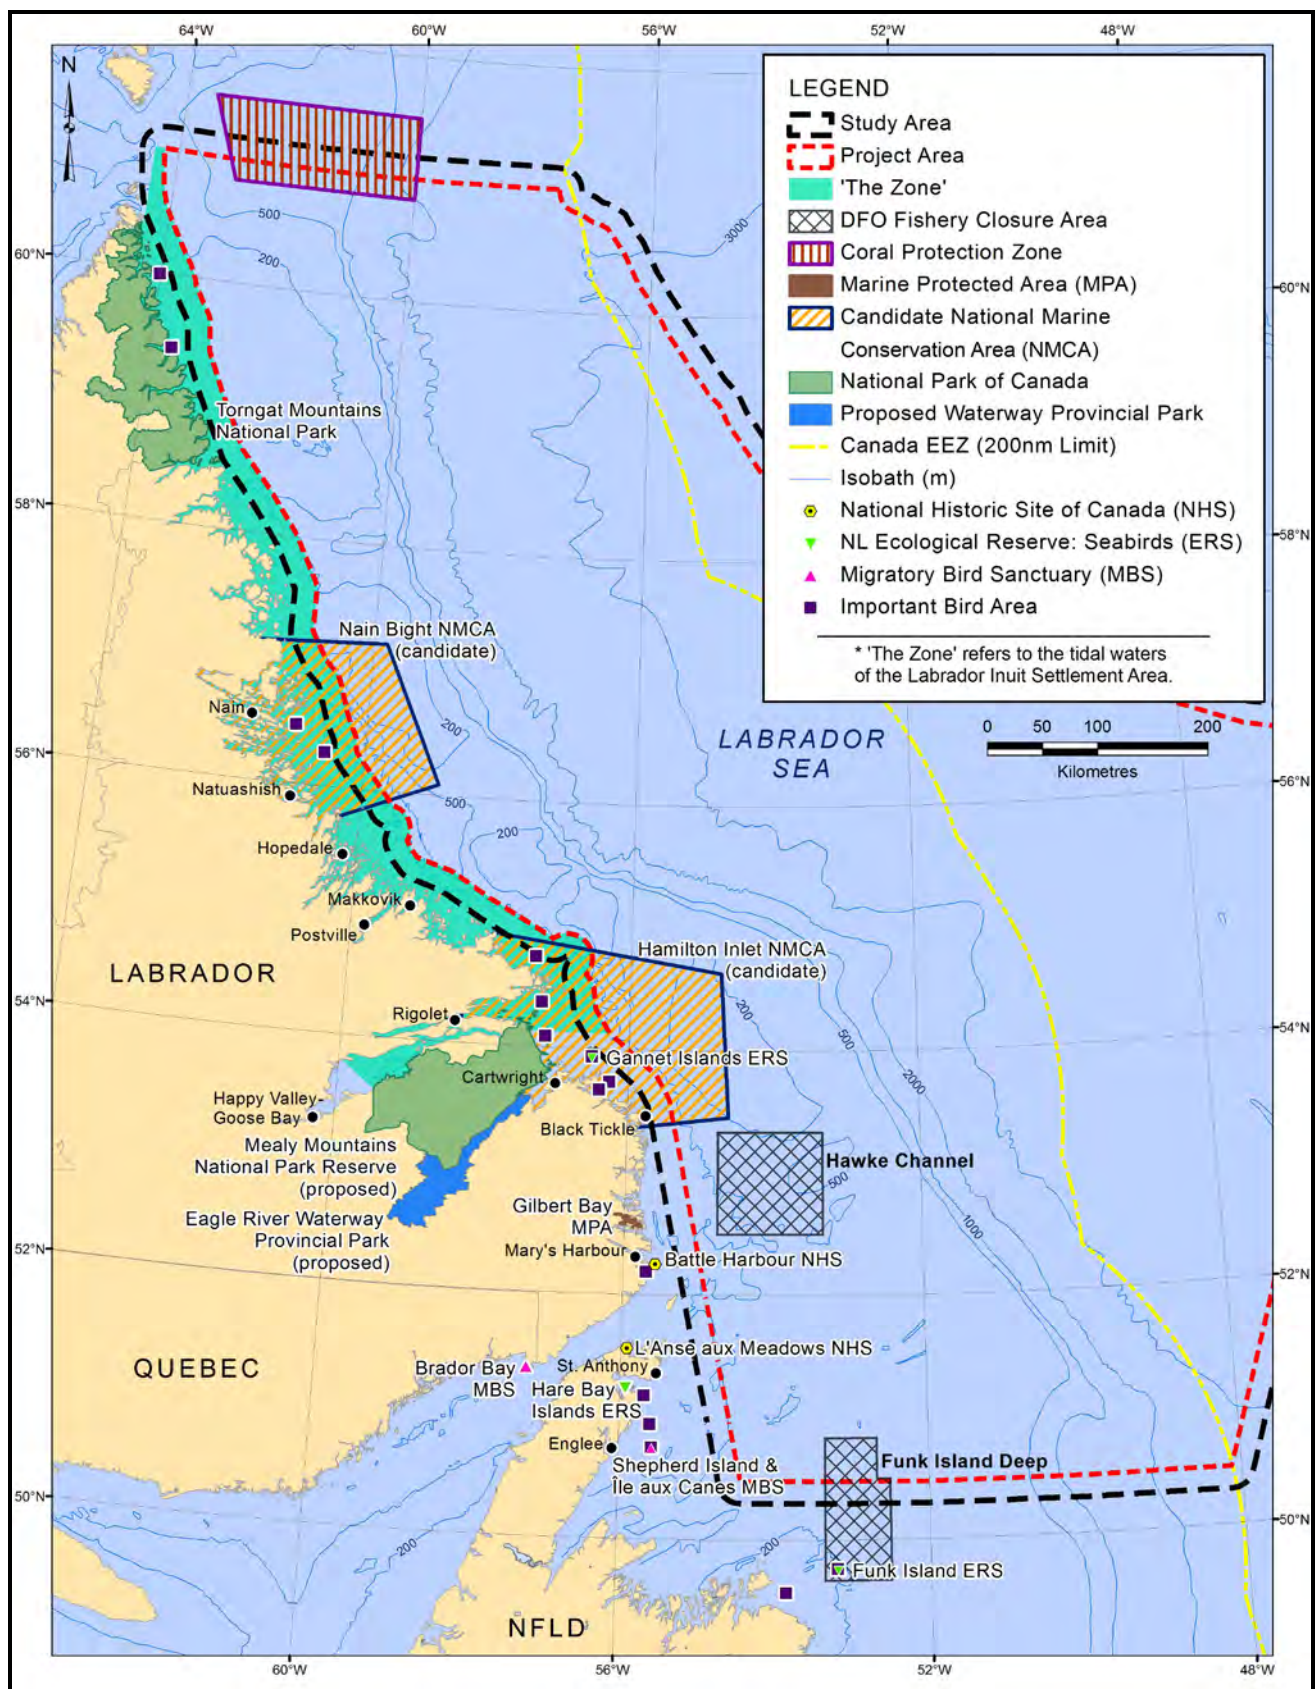 64°W
60°W
56°W
52°W
48°W
N
LEGEND
Study Area
Project Area
'The Zone'
DFO Fishery Closure Area
Coral Protection Zone
Marine Protected Area (MPA)
Candidate National Marine
Conservation Area (NMCA)
National Park of Canada
Proposed Waterway Provincial Park
Canada EEZ (200nm Limit)
Isobath (m)
National Historic Site of Canada (NHS)
NL Ecological Reserve: Seabirds (ERS)
Migratory Bird Sanctuary (MBS)
Important Bird Area
* 'The Zone' refers to the tidal waters
of the Labrador Inuit Settlement Area.
0 50 100 200
Kilometres
500
200
3000
60°N
60°N
Torngat Mountains
National Park
58°N
58°N
Nain Bight NMCA
(candidate)
Nain
200
LABRADOR
SEA
56°N
56°N
Natuashish
500
200
Hopedale
Makkovik
Postville
LABRADOR
Hamilton Inlet NMCA
(candidate)
54°N
54°N
200
500
2000
Rigolet
Gannet Islands ERS
Cartwright
Happy Valley-
Goose Bay
Black Tickle
Mealy Mountains
National Park Reserve
(proposed)
Hawke Channel
500
Eagle River Waterway
Provincial Park
(proposed)
Gilbert Bay
MPA
1000
Mary's Harbour
52°N
52°N
Battle Harbour NHS
QUEBEC
L'Anse aux Meadows NHS
Brador Bay
MBS
St. Anthony
Hare Bay
Islands ERS
Englee
Shepherd Island &
Île aux Canes MBS
Funk Island Deep
50°N
50°N
200
200
Funk Island ERS
NFLD
60°W
56°W
52°W
48°W